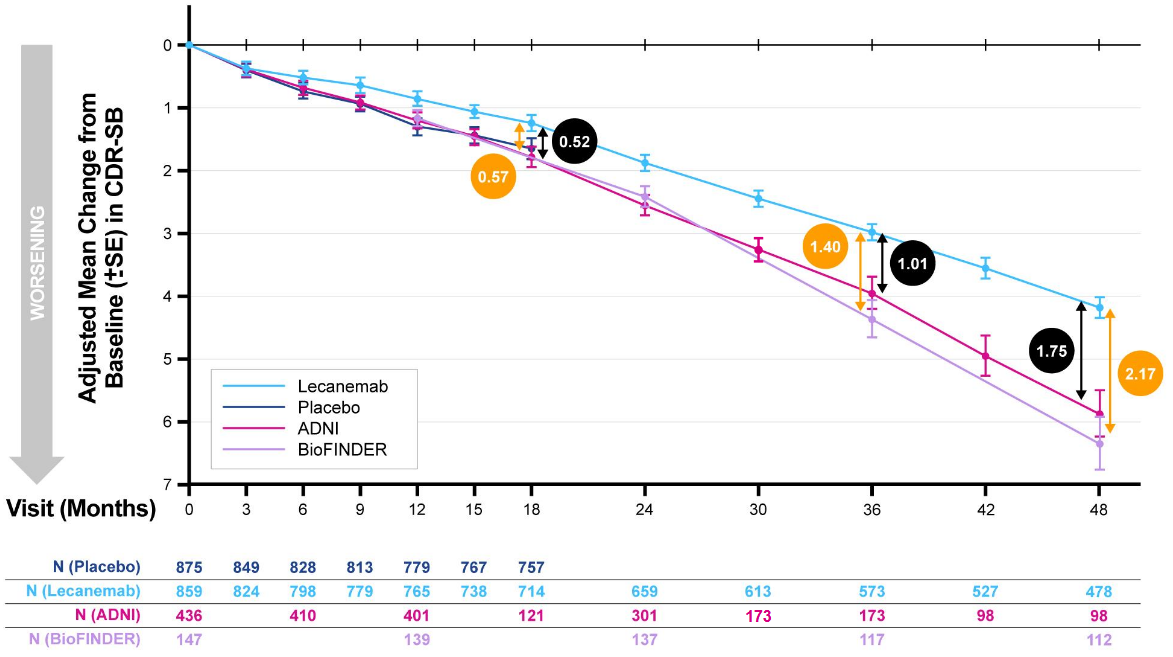 WORSENING
Adjusted Mean Change from
Baseline (±SE) in CDR-SB
0
1
2
3
4
5
6
7
0.57
0.52
1.40
1.01
1.75
2.17
Lecanemab
Placebo
ADNI
BioFINDER
Visit (Months) 0 3 6 9 12 15 18 24 30 36 42 48
N (Placebo) 875 849 828 813 779 767 757
N (Lecanemab) 859 824 798 779 765 738 714 659 613 573 527 478
N (ADNI) 436 410 401 121 301 173 173 98 98
N (BioFINDER) 147 139 137 117 112